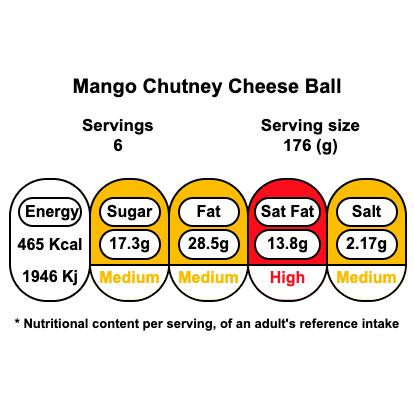 Mango Chutney Cheese Ball
Servings Serving size
6 176 (g)
Energy Sugar Fat Sat Fat Salt
465 Kcal 17.3g 28.5g 13.8g 2.17g
1946 Kj Medium Medium High Medium
* Nutritional content per serving, of an adult's reference intake